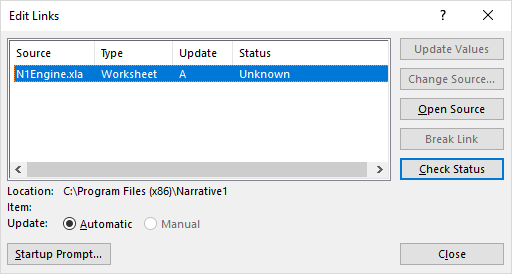 Edit Links
? ×
Source Type Update Status
N1Engine.xla Worksheet A Unknown
Update Values
Change Source...
Open Source
Break Link
Check Status
Location: C:\Program Files (x86)\Narrative1
Item:
Update: Automatic Manual
Startup Prompt... Close